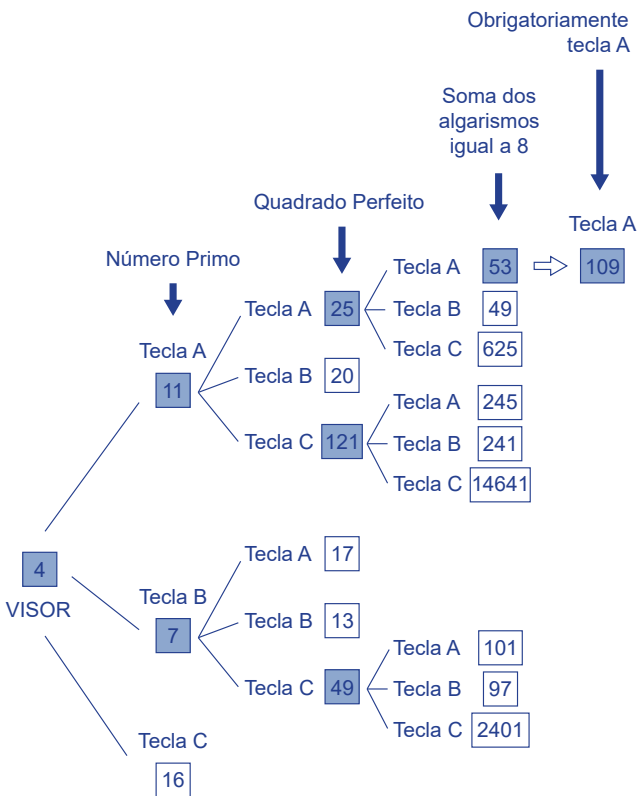 Obrigatoriamente
tecla A
Soma dos
algarismos
igual a 8
Quadrado Perfeito
Tecla A
Número Primo
Tecla A 53
109
Tecla A 25
Tecla B 49
Tecla A
Tecla C 625
Tecla B 20
11
Tecla A 245
Tecla C 121
Tecla B 241
Tecla C 14641
Tecla A 17
4
VISOR
Tecla B
7
Tecla B 13
Tecla A 101
Tecla C 49
Tecla B 97
Tecla C 2401
Tecla C
16